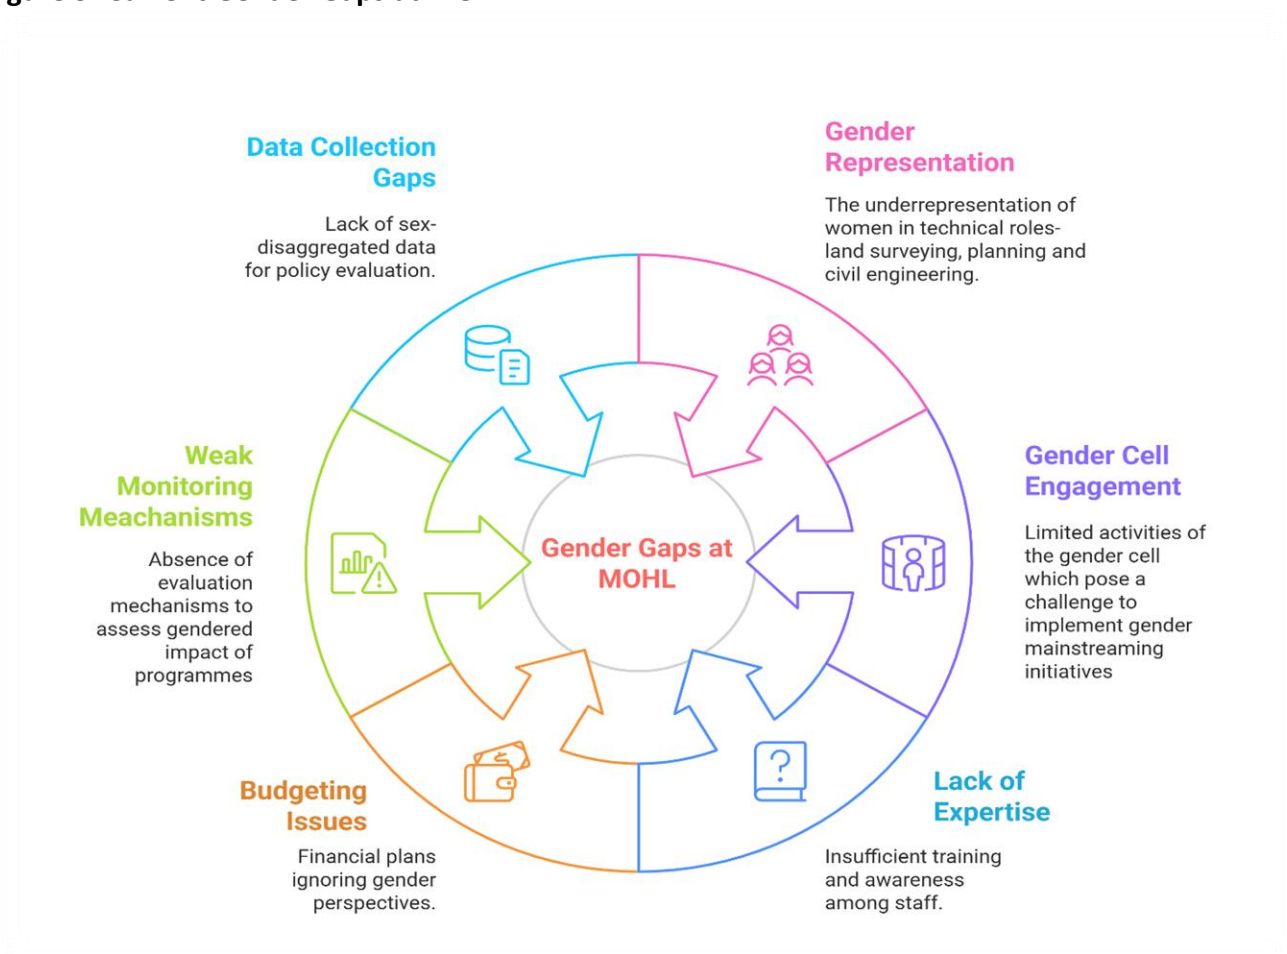 Data Collection
Gaps
Lack of sex-
disaggregated data
for policy evaluation.
Gender
Representation
The underrepresentation of
women in technical roles-
land surveying, planning and
civil engineering.
Weak
Monitoring
Meachanisms
Absence of
evaluation
mechanisms to
assess gendered
impact of
programmes
Gender Gaps at
MOHL
Gender Cell
Engagement
Limited activities of
the gender cell
which pose a
challenge to
implement gender
mainstreaming
initiatives
Budgeting
Issues
Financial plans
ignoring gender
perspectives.
Lack of
Expertise
Insufficient training
and awareness
among staff.